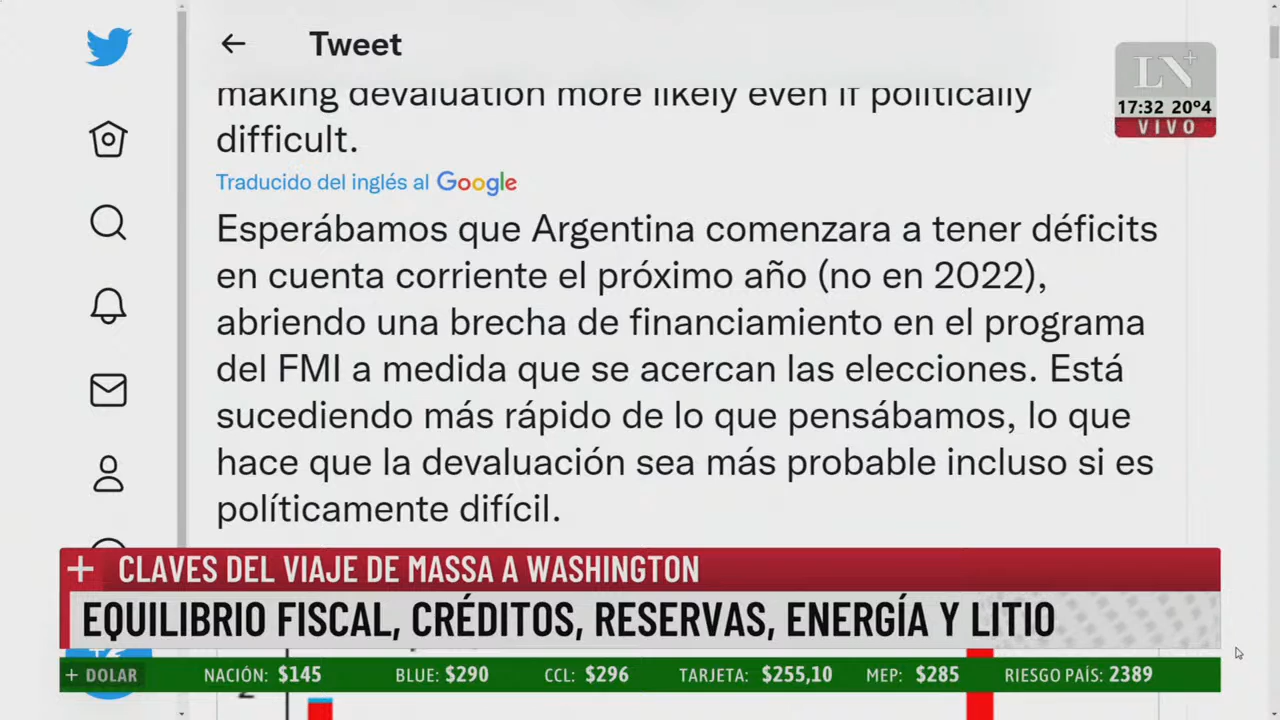 Tweet
making devaluation more likely even if politically
difficult.
Traducido del inglés al Google
Esperábamos que Argentina comenzara a tener déficits
en cuenta corriente el próximo año (no en 2022),
abriendo una brecha de financiamiento en el programa
del FMI a medida que se acercan las elecciones. Está
sucediendo más rápido de lo que pensábamos, lo que
hace que la devaluación sea más probable incluso si es
políticamente difícil.
LN+
17:32 20º4
VIVO
+ CLAVES DEL VIAJE DE MASSA A WASHINGTON
EQUILIBRIO FISCAL, CRÉDITOS, RESERVAS, ENERGÍA Y LITIO
+ DOLAR NACIÓN: $145 BLUE: $290 CCL: $296 TARJETA: $255,10 MEP: $285 RIESGO PAÍS: 2389